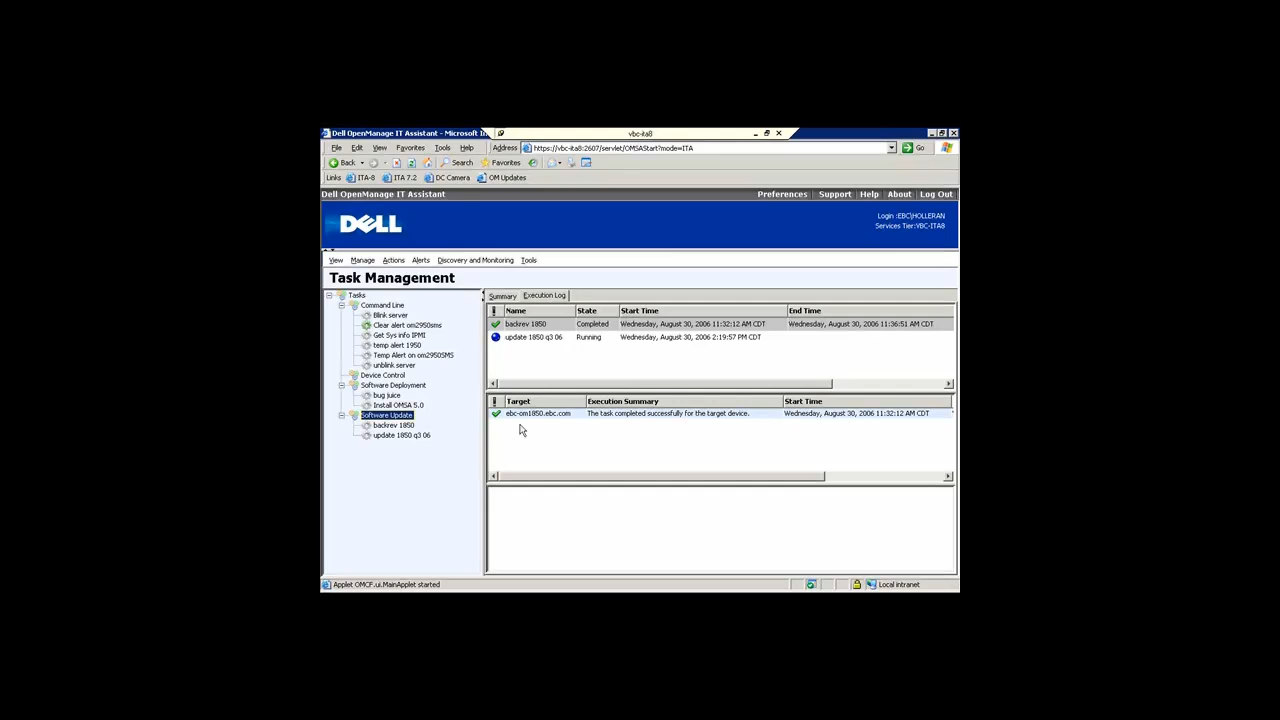 Dell OpenManage IT Assistant - Microsoft In
vbc-ita8
File Edit View Favorites Tools Help Address https://vbc-ita8:2607/servlet/OMSAStart?mode=ITA Go
Back Search Favorites
Links ITA-8 ITA 7.2 DC Camera OM Updates
Dell OpenManage IT Assistant Preferences Support Help About Log Out
DELL
Login :EBC\HOLLERAN
Services Tier:VBC-ITA8
View Manage Actions Alerts Discovery and Monitoring Tools
Task Management
Tasks
Command Line
Blink server
Clear alert om2950sms
Get Sys info IPMI
temp alert 1950
Temp Alert on om2950SMS
unblink server
Device Control
Software Deployment
bug juice
Install OMSA 5.0
Software Update
backrev 1850
update 1850 q3 06
Summary Execution Log
! Name State Start Time End Time
backrev 1850 Completed Wednesday, August 30, 2006 11:32:12 AM CDT Wednesday, August 30, 2006 11:36:51 AM CDT
update 1850 q3 06 Running Wednesday, August 30, 2006 2:19:57 PM CDT
! Target Execution Summary Start Time
ebc-om1850.ebc.com The task completed successfully for the target device. Wednesday, August 30, 2006 11:32:12 AM CDT
Applet OMCF.ui.MainApplet started Local intranet